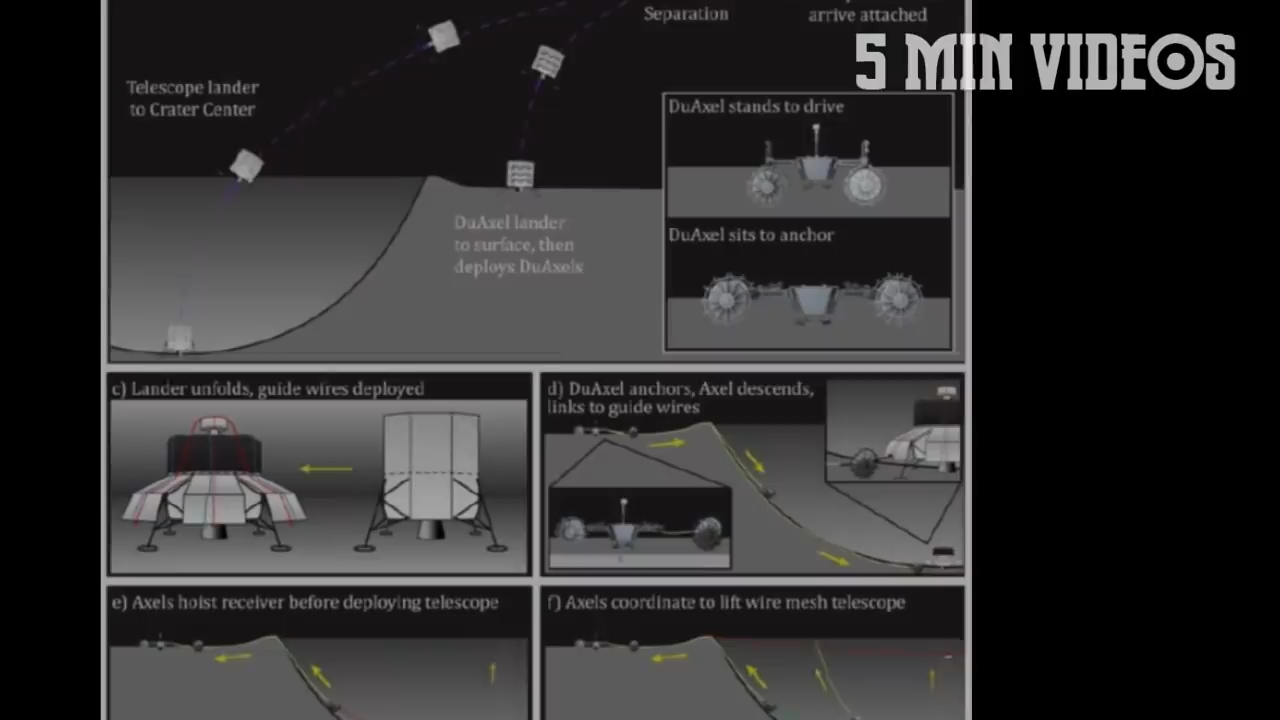 Separation
arrive attached
5 MIN VIDEOS
Telescope lander
to Crater Center
DuAxel stands to drive
DuAxel lander
to surface, then
deploys DuAxels
DuAxel sits to anchor
c) Lander unfolds, guide wires deployed
d) DuAxel anchors, Axel descends,
links to guide wires
e) Axels hoist receiver before deploying telescope
f) Axels coordinate to lift wire mesh telescope